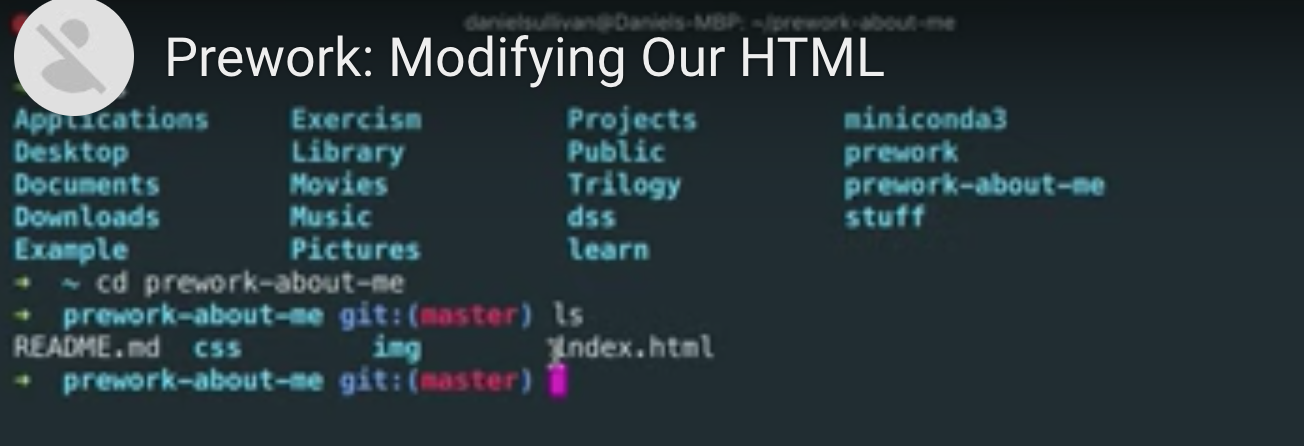 danielsullivan@Daniels-MBP: ~/prework-about-me
Prework: Modifying Our HTML
Applications Exercism Projects miniconda3
Desktop Library Public prework
Documents Movies Trilogy prework-about-me
Downloads Music dss stuff
Example Pictures learn
→ ~ cd prework-about-me
→ prework-about-me git:(master) ls
README.md css img index.html
→ prework-about-me git:(master)